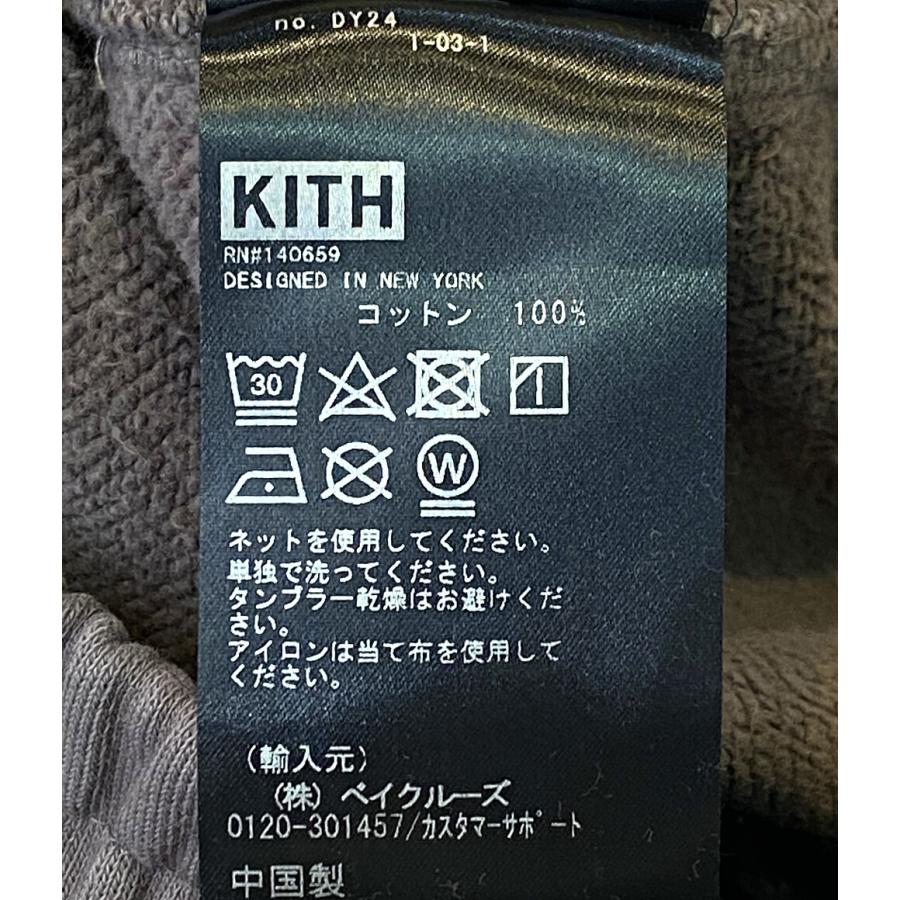 no. DY24
1-03-1
KITH
RN#140659
DESIGNED IN NEW YORK
コットン 100%
30
W
ネットを使用してください。
単独で洗ってください。
タンブラー乾燥はお避けくだ
さい。
アイロンは当て布を使用して
ください。
(輸入元)
(株) ベイクルーズ
0120-301457/カスタマーサポート
中国製